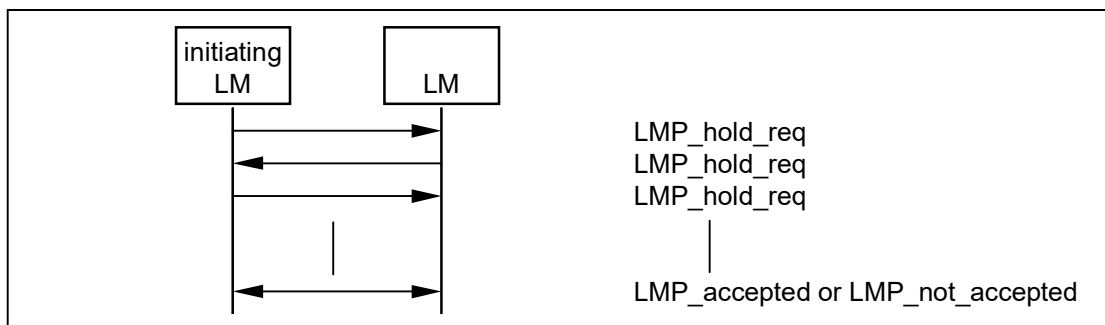 initiating
LM
LM
LMP_hold_req
LMP_hold_req
LMP_hold_req
LMP_accepted or LMP_not_accepted